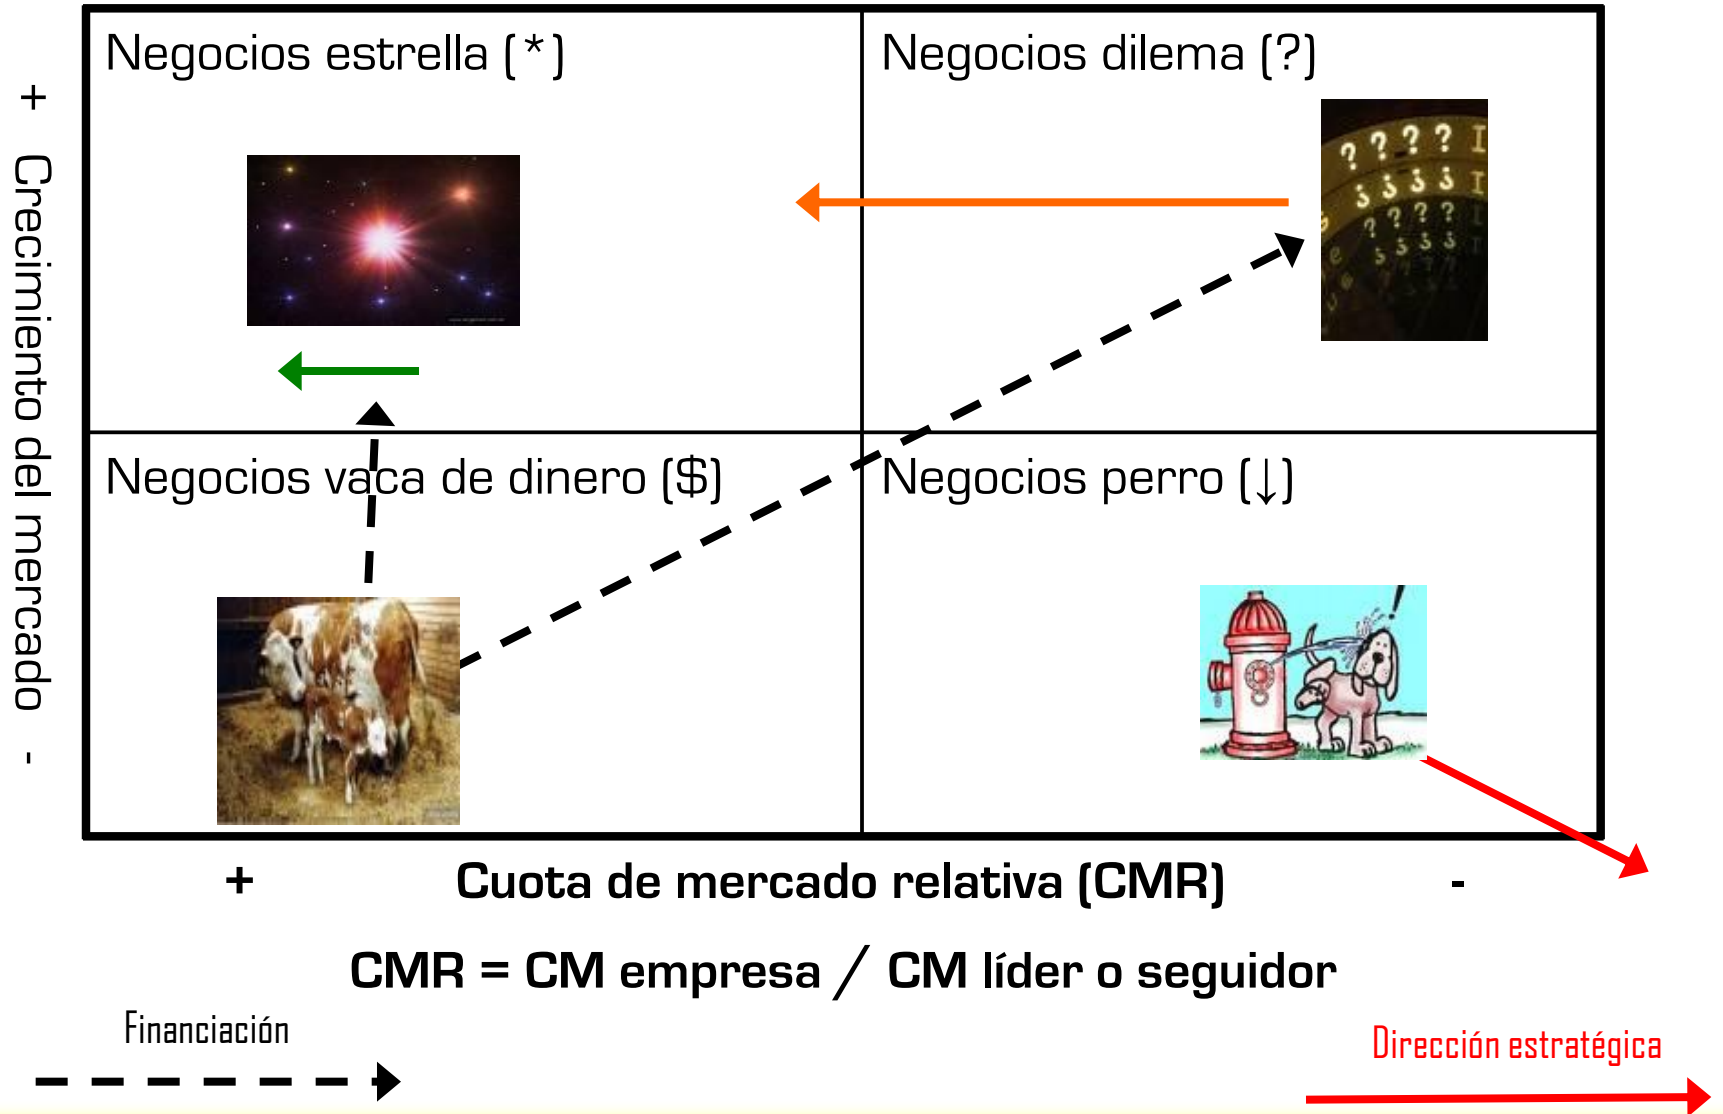 Negocios estrella (*)
Negocios dilema (?)
+ Crecimiento del mercado -
Negocios vaca de dinero ($)
Negocios perro (↓)
+ Cuota de mercado relativa (CMR) -
CMR = CM empresa / CM líder o seguidor
Financiación
Dirección estratégica